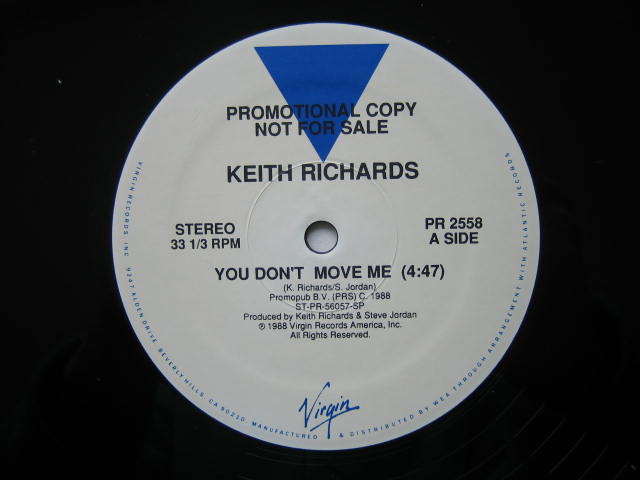 PROMOTIONAL COPY
NOT FOR SALE
KEITH RICHARDS
STEREO
33 1/3 RPM
PR 2558
A SIDE
YOU DON'T MOVE ME (4:47)
(K. Richards/S. Jordan)
Promopub B.V. (PRS) C. 1988
ST-PR-56057-SP
Produced by Keith Richards & Steve Jordan
℗ 1988 Virgin Records America, Inc.
All Rights Reserved.
Virgin
VIRGIN RECORDS, INC. 9247 ALDEN DRIVE, BEVERLY HILLS, CA 90210 MANUFACTURED & DISTRIBUTED BY WEA THROUGH ARRANGEMENT WITH ATLANTIC RECORDS